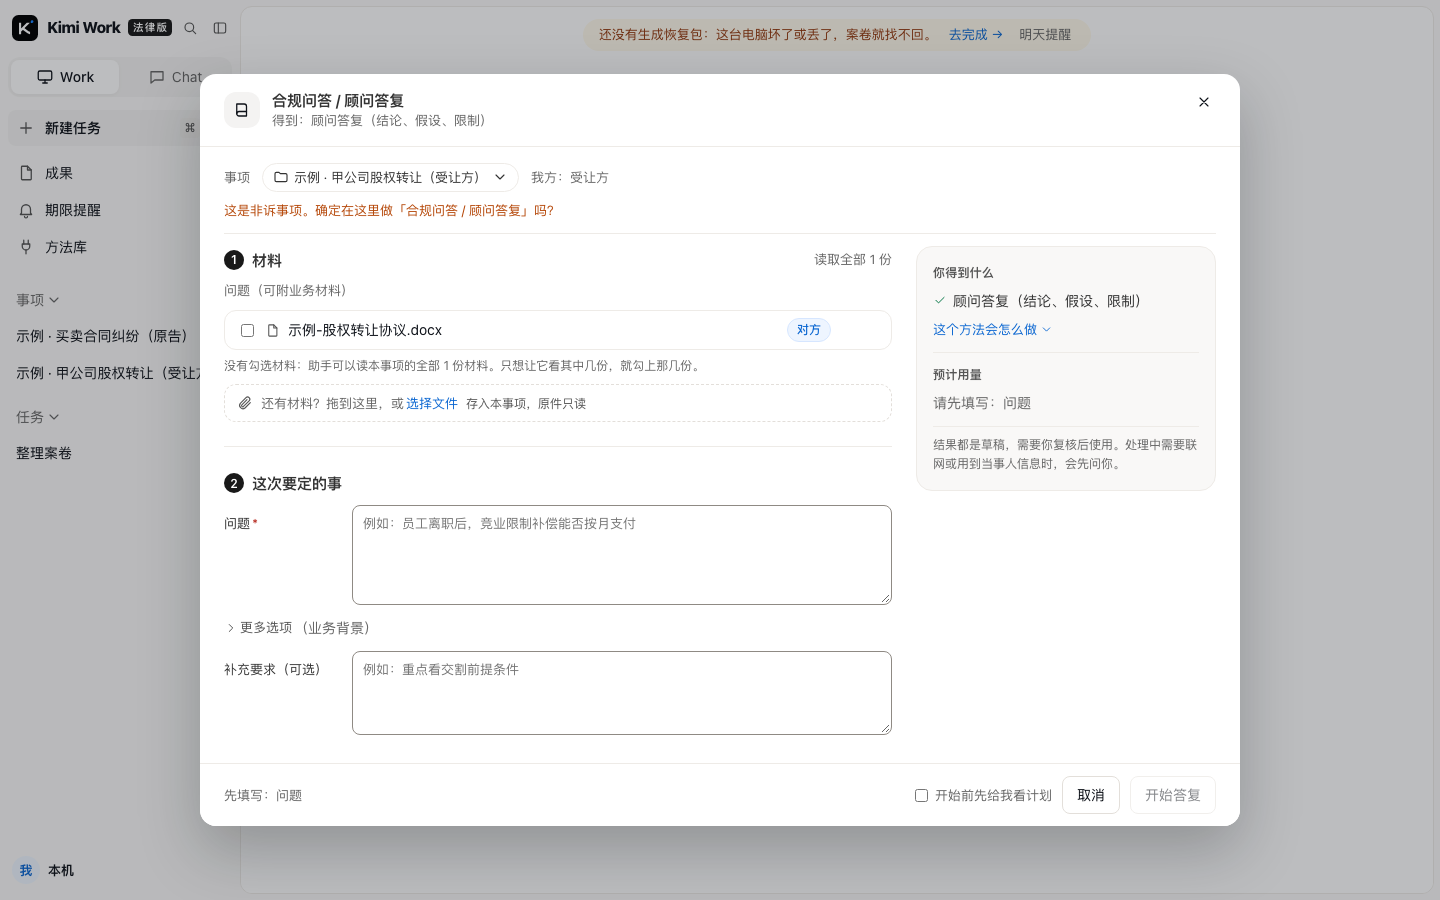 Kimi Work 法律版
Work
Chat
新建任务 ⌘
成果
期限提醒
方法库
事项
示例 · 买卖合同纠纷（原告）
示例 · 甲公司股权转让（受让
任务
整理案卷
我 本机
还没有生成恢复包：这台电脑坏了或丢了，案卷就找不回。 去完成 → 明天提醒
合规问答 / 顾问答复
得到：顾问答复（结论、假设、限制）
事项 示例 · 甲公司股权转让（受让方） 我方：受让方
这是非诉事项。确定在这里做「合规问答 / 顾问答复」吗?
1 材料 读取全部 1 份
问题（可附业务材料）
示例-股权转让协议.docx 对方
没有勾选材料：助手可以读本事项的全部 1 份材料。只想让它看其中几份，就勾上那几份。
还有材料？拖到这里，或 选择文件 存入本事项，原件只读
2 这次要定的事
问题 *
例如：员工离职后，竞业限制补偿能否按月支付
更多选项 （业务背景）
补充要求（可选）
例如：重点看交割前提条件
你得到什么
顾问答复（结论、假设、限制）
这个方法会怎么做
预计用量
请先填写：问题
结果都是草稿，需要你复核后使用。处理中需要联
网或用到当事人信息时，会先问你。
先填写：问题
开始前先给我看计划
取消
开始答复